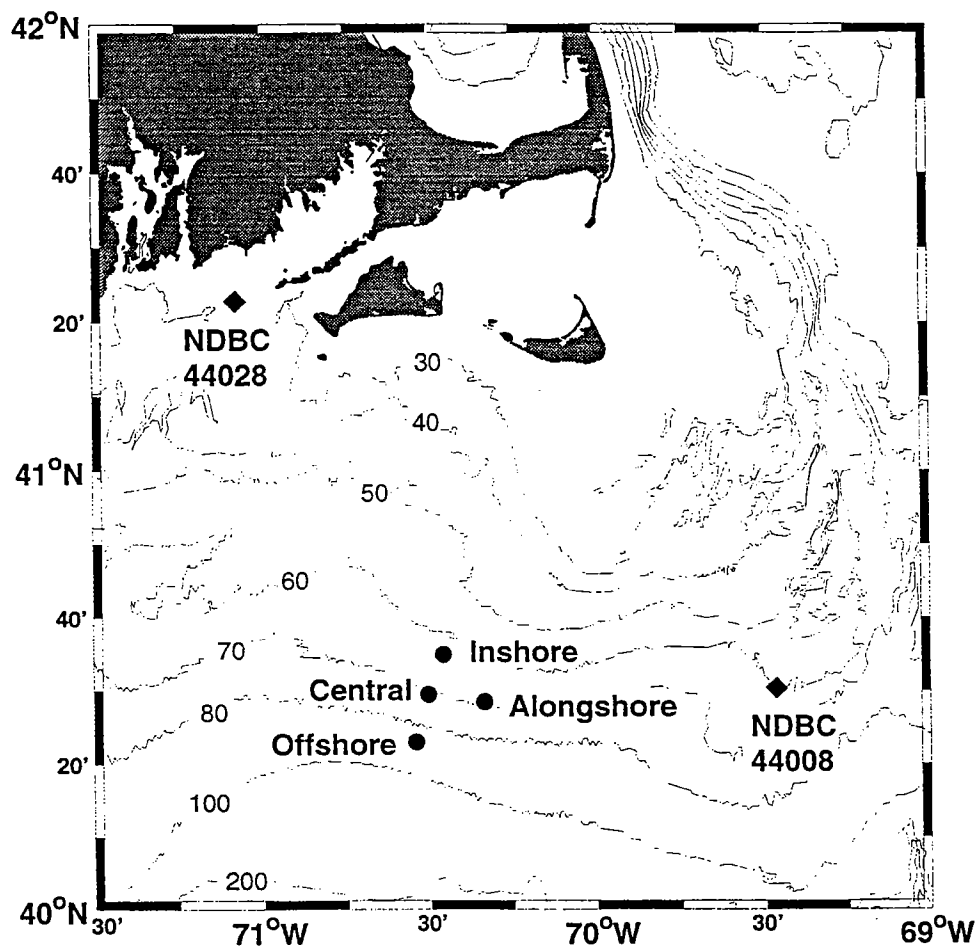 42°N
40'
20'
NDBC
44028
30
40
41°N
50
60
40'
70
Inshore
Central
80
Alongshore
NDBC
44008
Offshore
20'
100
200
40°N
30'
71°W
30'
70°W
30'
69°W